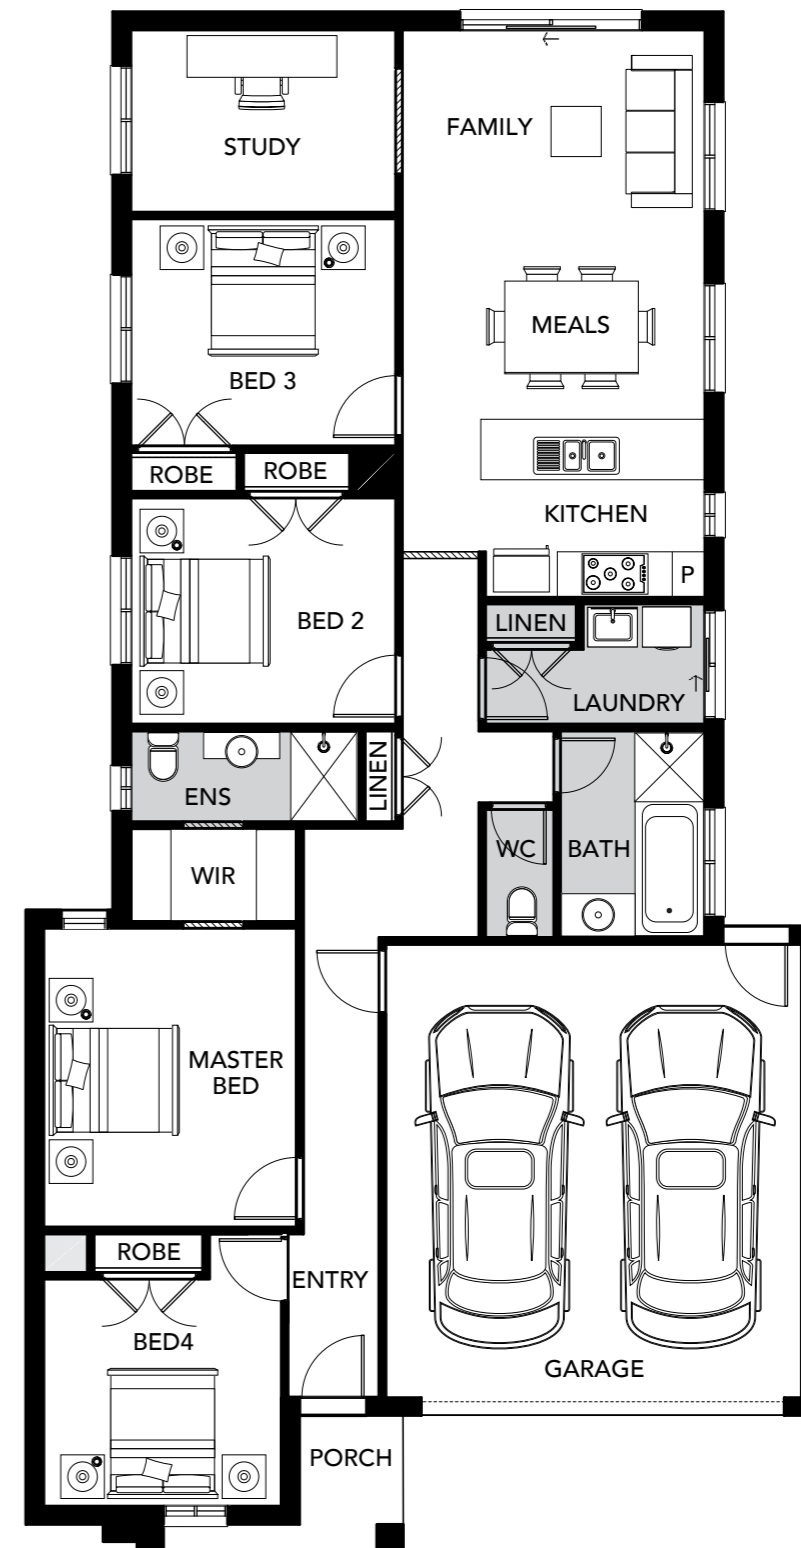 STUDY
FAMILY
MEALS
BED 3
ROBE
ROBE
KITCHEN
P
BED 2
LINEN
LAUNDRY
ENS
LINEN
WC
BATH
WIR
MASTER
BED
ROBE
ENTRY
BED4
GARAGE
PORCH